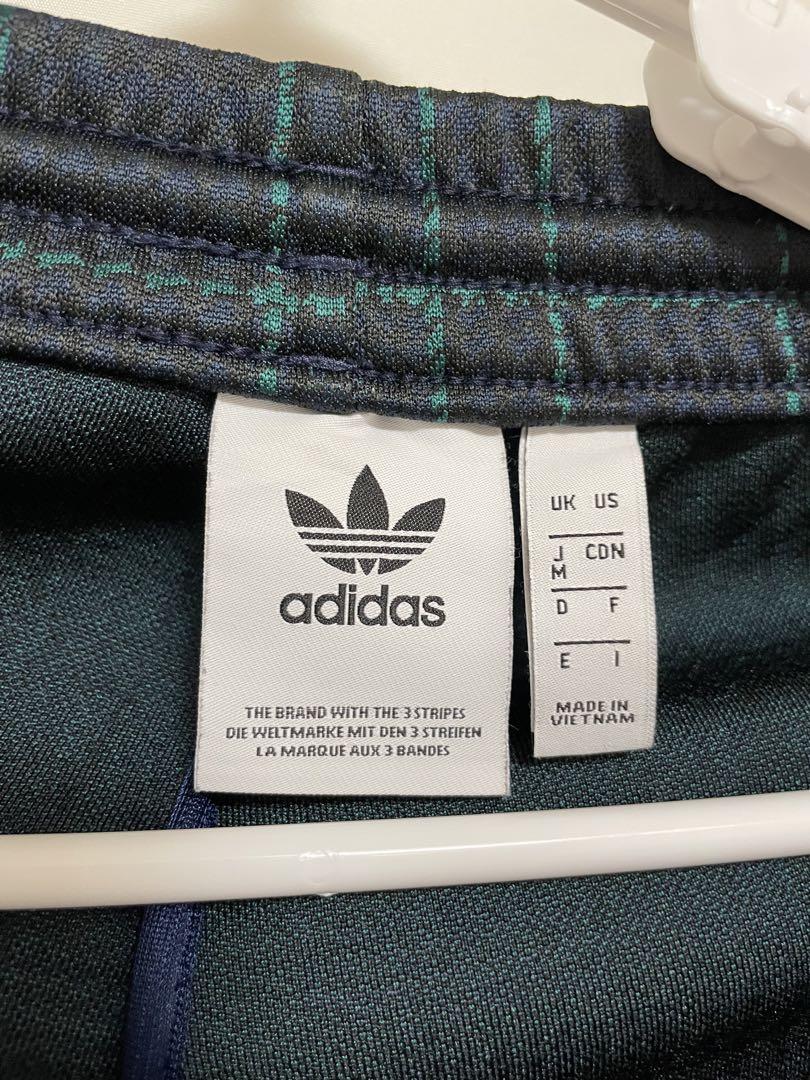 adidas
THE BRAND WITH THE 3 STRIPES
DIE WELTMARKE MIT DEN 3 STREIFEN
LA MARQUE AUX 3 BANDES
UK US
J CDN
M
D F
E I
MADE IN
VIETNAM